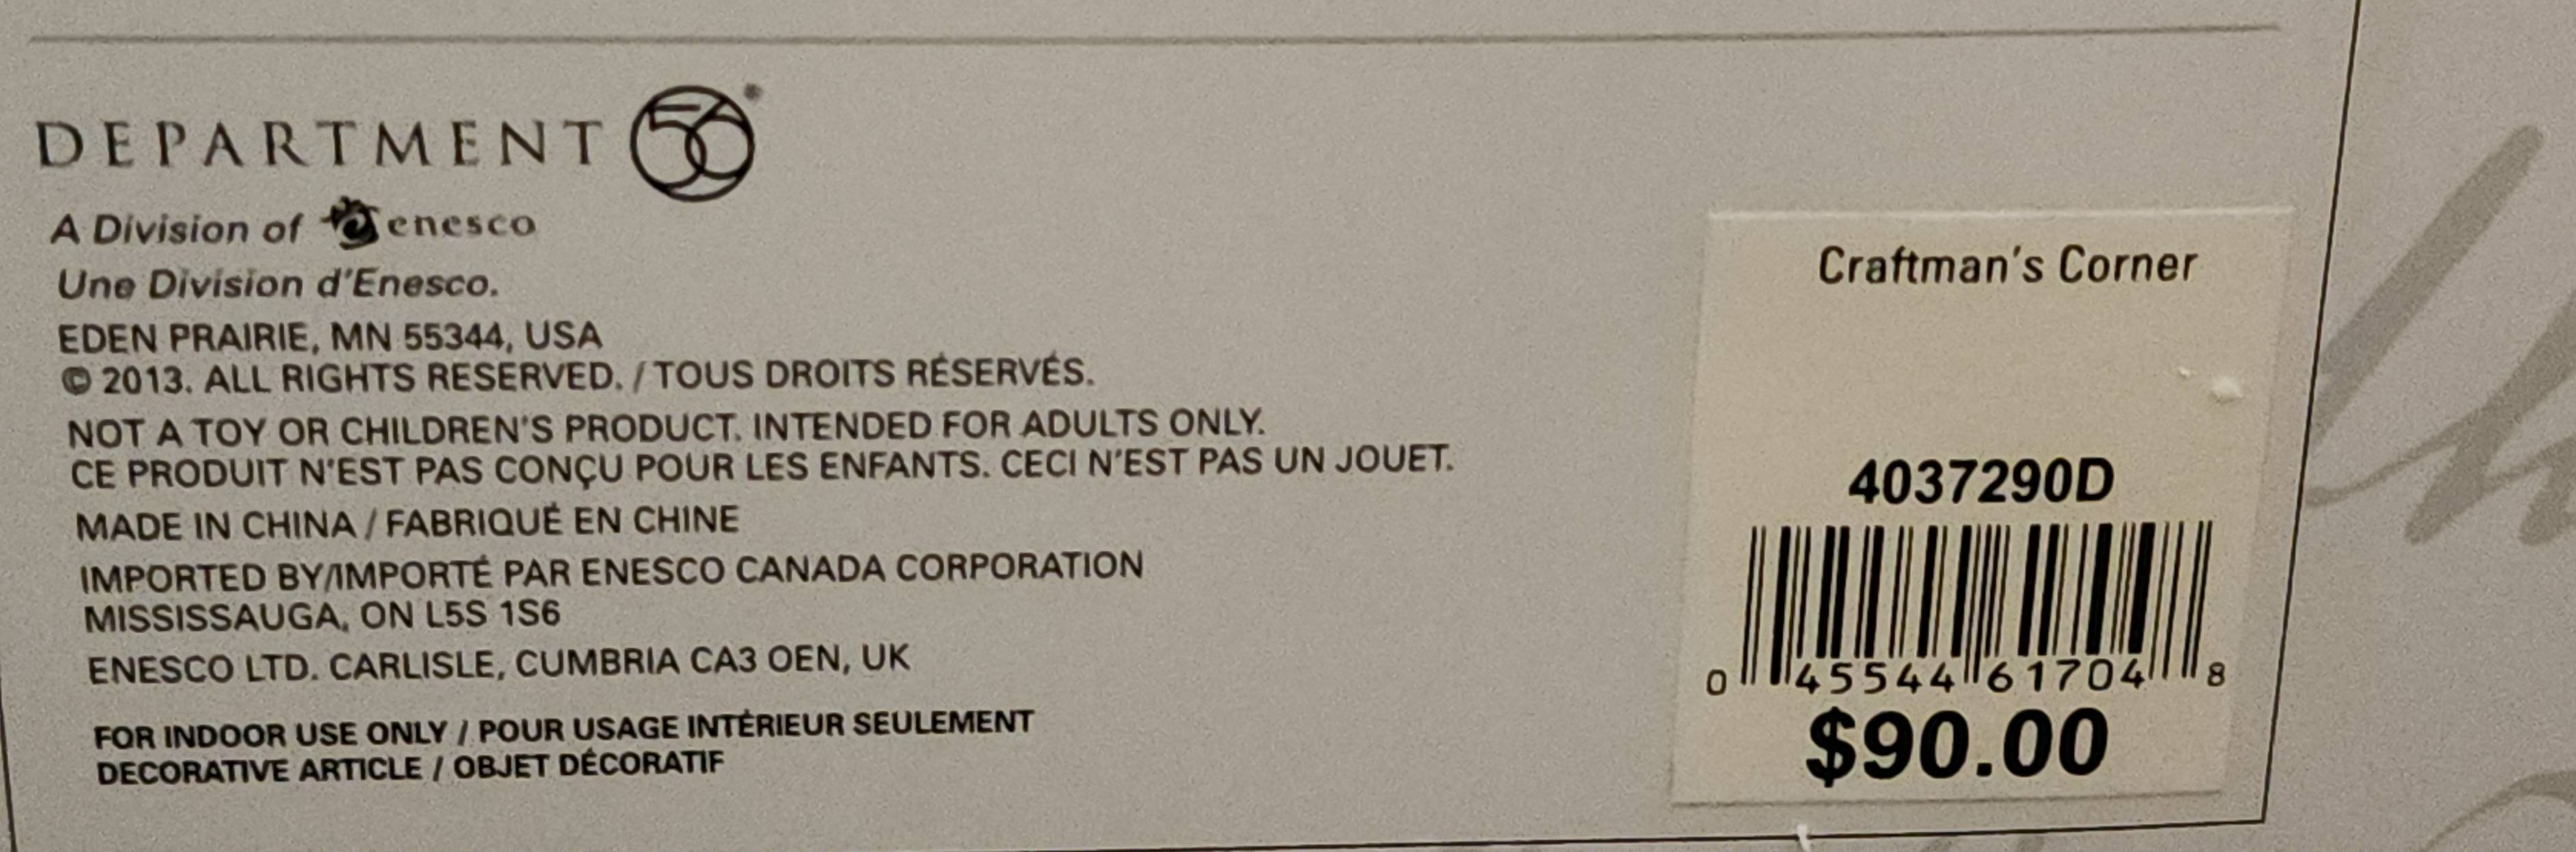 DEPARTMENT 56®
A Division of enesco
Une Division d'Enesco.
EDEN PRAIRIE, MN 55344, USA
© 2013. ALL RIGHTS RESERVED. / TOUS DROITS RÉSERVÉS.
NOT A TOY OR CHILDREN'S PRODUCT. INTENDED FOR ADULTS ONLY.
CE PRODUIT N'EST PAS CONÇU POUR LES ENFANTS. CECI N'EST PAS UN JOUET.
MADE IN CHINA / FABRIQUÉ EN CHINE
IMPORTED BY/IMPORTÉ PAR ENESCO CANADA CORPORATION
MISSISSAUGA, ON L5S 1S6
ENESCO LTD. CARLISLE, CUMBRIA CA3 OEN, UK
FOR INDOOR USE ONLY / POUR USAGE INTÉRIEUR SEULEMENT
DECORATIVE ARTICLE / OBJET DÉCORATIF
Craftman's Corner
4037290D
0 45544 61704 8
$90.00